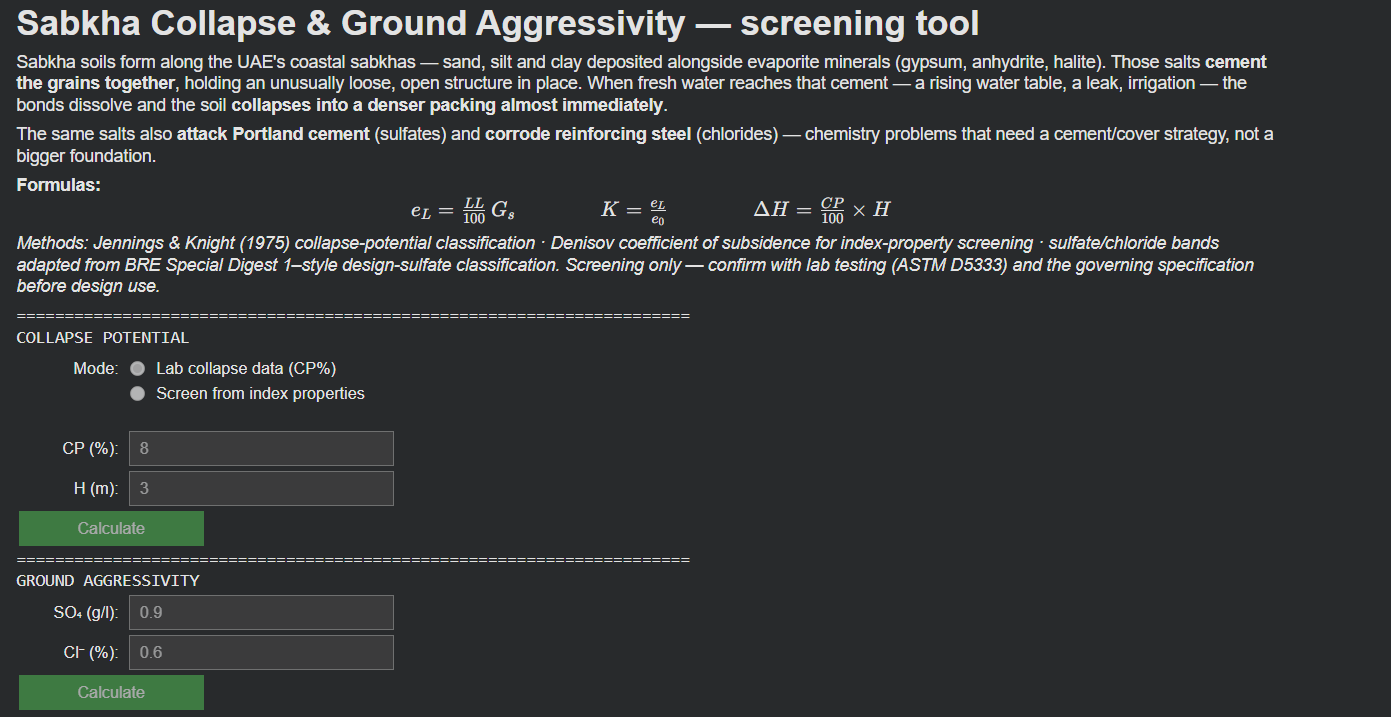 Sabkha Collapse & Ground Aggressivity — screening tool
Sabkha soils form along the UAE's coastal sabkhas — sand, silt and clay deposited alongside evaporite minerals (gypsum, anhydrite, halite). Those salts cement
the grains together, holding an unusually loose, open structure in place. When fresh water reaches that cement — a rising water table, a leak, irrigation — the
bonds dissolve and the soil collapses into a denser packing almost immediately.
The same salts also attack Portland cement (sulfates) and corrode reinforcing steel (chlorides) — chemistry problems that need a cement/cover strategy, not a
bigger foundation.
Formulas:
e_L = \frac{LL}{100} G_s    K = \frac{e_L}{e_0}    ΔH = \frac{CP}{100} × H
Methods: Jennings & Knight (1975) collapse-potential classification · Denisov coefficient of subsidence for index-property screening · sulfate/chloride bands
adapted from BRE Special Digest 1–style design-sulfate classification. Screening only — confirm with lab testing (ASTM D5333) and the governing specification
before design use.
======================================================================
COLLAPSE POTENTIAL
Mode: Lab collapse data (CP%)
Screen from index properties
CP (%): 8
H (m): 3
Calculate
======================================================================
GROUND AGGRESSIVITY
SO₄ (g/l): 0.9
Cl⁻ (%): 0.6
Calculate